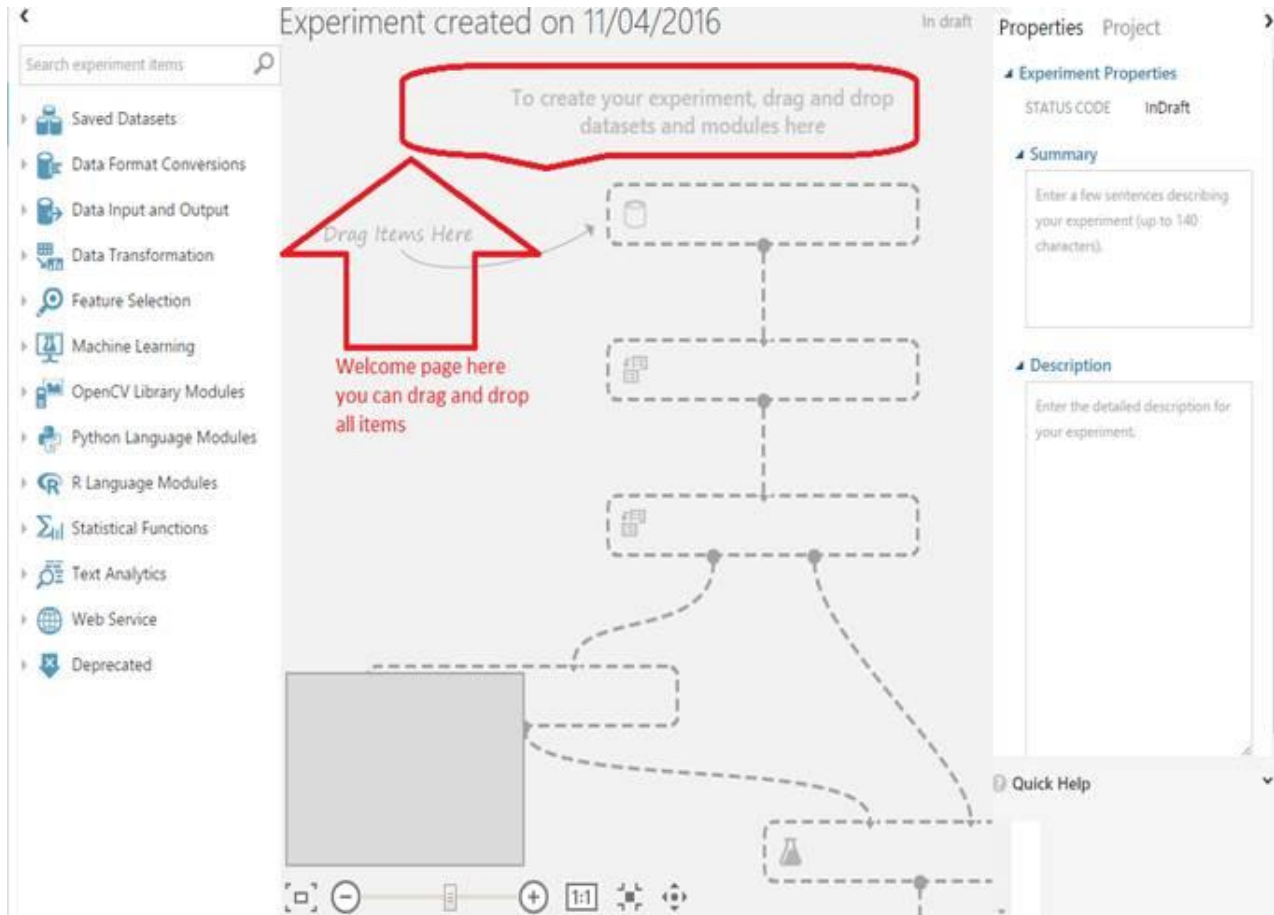 Experiment created on 11/04/2016
In draft
Search experiment items
Saved Datasets
Data Format Conversions
Data Input and Output
Data Transformation
Feature Selection
Machine Learning
OpenCV Library Modules
Python Language Modules
R Language Modules
Statistical Functions
Text Analytics
Web Service
Deprecated
To create your experiment, drag and drop
datasets and modules here
Drag Items Here
Welcome page here
you can drag and drop
all items
1:1
Properties Project
Experiment Properties
STATUS CODE InDraft
Summary
Enter a few sentences describing
your experiment (up to 140
characters).
Description
Enter the detailed description for
your experiment.
Quick Help